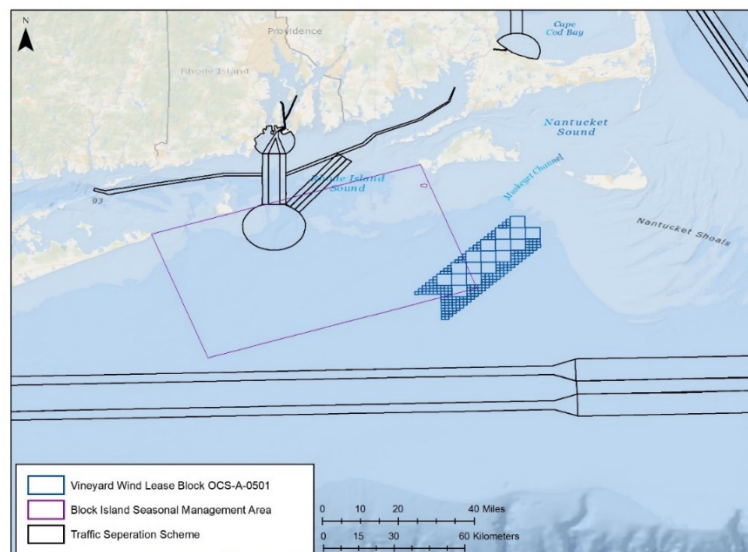 N
Providence
Rhode Island
Cape
Cod Bay
Nantucket
Sound
Rhode Island
Sound
Muskeget Channel
93
Nantucket Shoals
Vineyard Wind Lease Block OCS-A-0501
Block Island Seasonal Management Area
Traffic Seperation Scheme
0 10 20 40 Miles
0 15 30 60 Kilometers